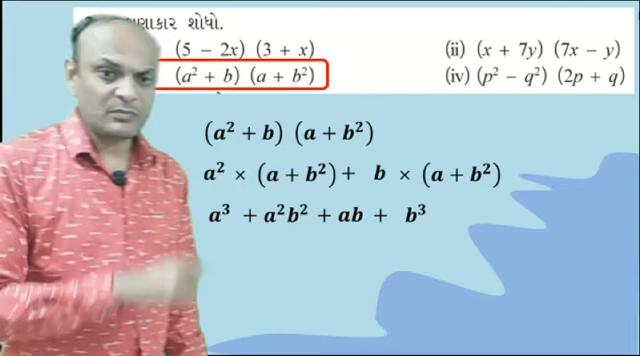 ણાકાર શોધો.
(5 − 2x) (3 + x) (ii) (x + 7y) (7x − y)
(a² + b) (a + b²) (iv) (p² − q²) (2p + q)
(a² + b) (a + b²)
a² × (a + b²) + b × (a + b²)
a³ + a²b² + ab + b³